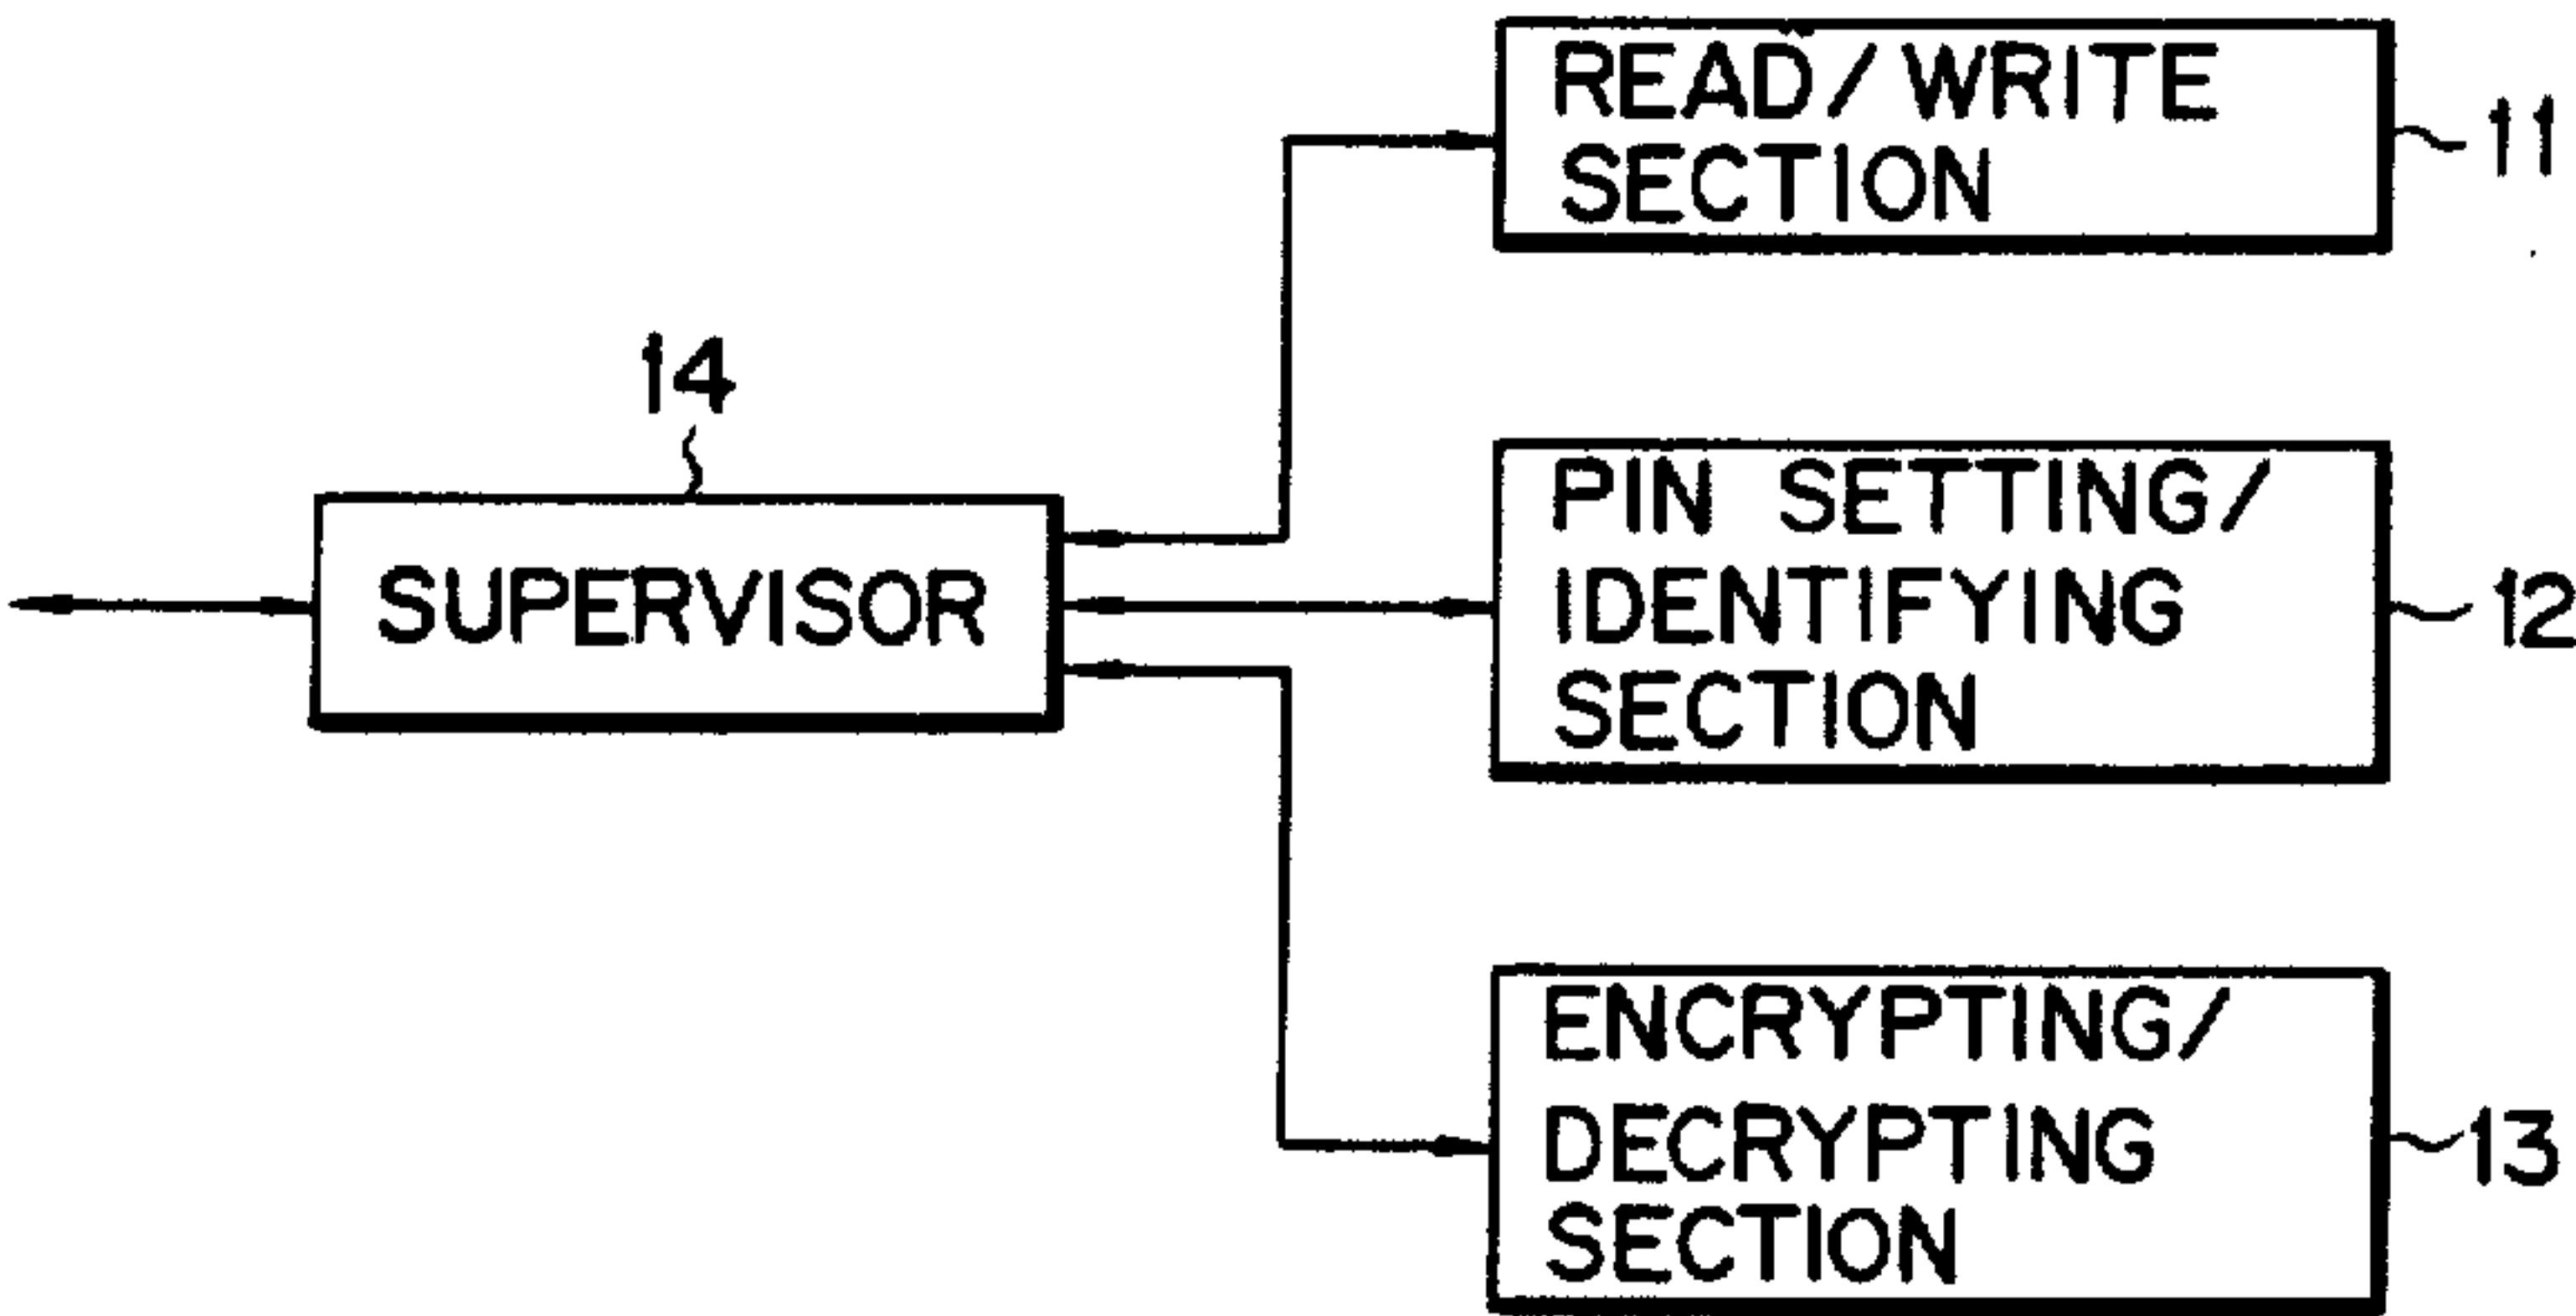 READ/WRITE
SECTION
11
14
SUPERVISOR
PIN SETTING/
IDENTIFYING
SECTION
12
ENCRYPTING/
DECRYPTING
SECTION
13